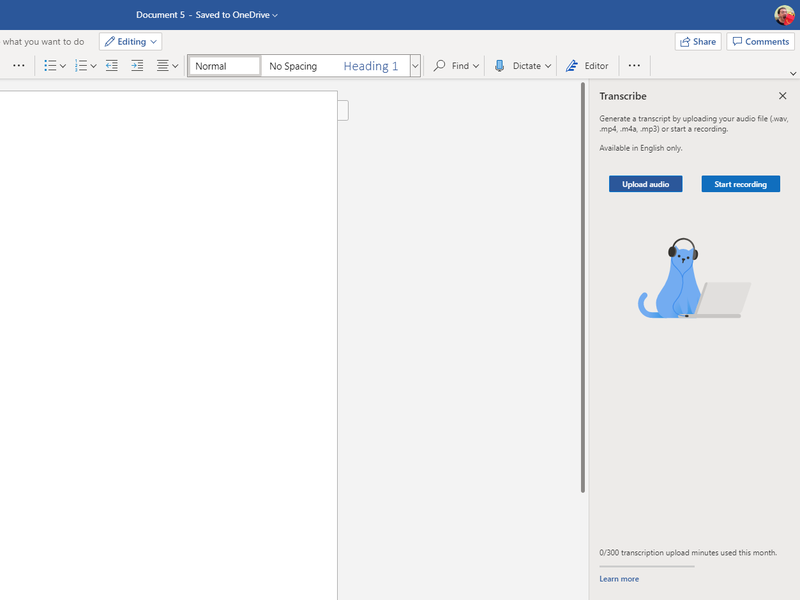 Document 5 - Saved to OneDrive
what you want to do
Editing
Share
Comments
Normal
No Spacing
Heading 1
Find
Dictate
Editor
Transcribe
Generate a transcript by uploading your audio file (.wav,
.mp4, .m4a, .mp3) or start a recording.
Available in English only.
Upload audio
Start recording
0/300 transcription upload minutes used this month.
Learn more